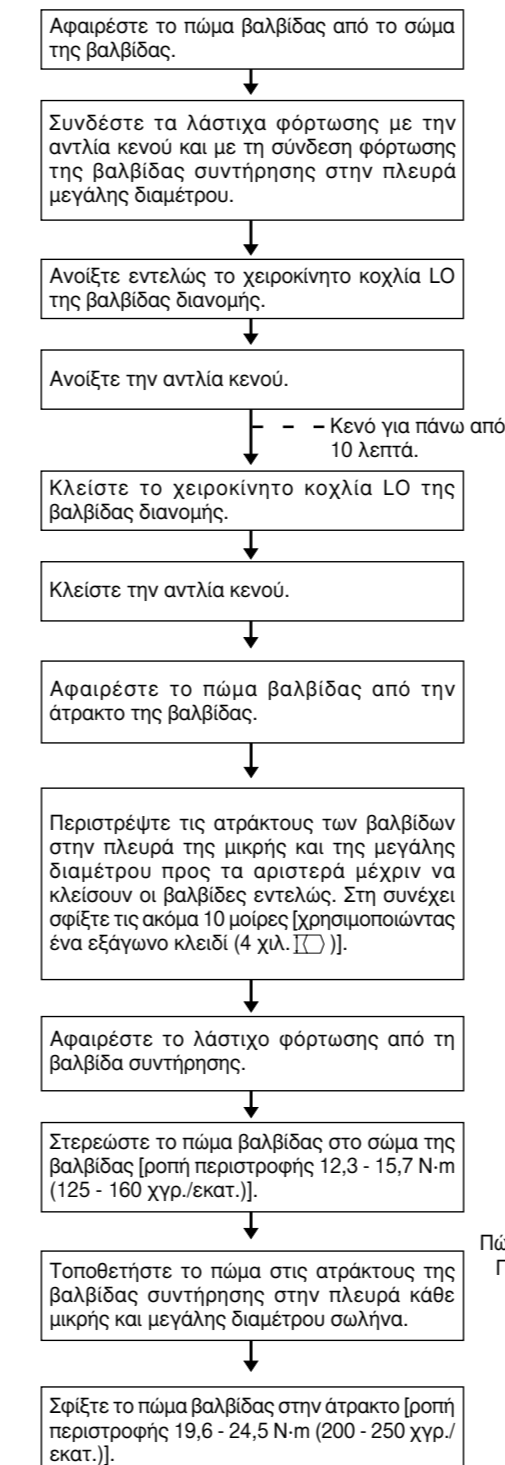 Αφαιρέστε το πώμα βαλβίδας από το σώμα
της βαλβίδας.
Συνδέστε τα λάστιχα φόρτωσης με την
αντλία κενού και με τη σύνδεση φόρτωσης
της βαλβίδας συντήρησης στην πλευρά
μεγάλης διαμέτρου.
Ανοίξτε εντελώς το χειροκίνητο κοχλία LO
της βαλβίδας διανομής.
Ανοίξτε την αντλία κενού.
Κενό για πάνω από
10 λεπτά.
Κλείστε το χειροκίνητο κοχλία LO της
βαλβίδας διανομής.
Κλείστε την αντλία κενού.
Αφαιρέστε το πώμα βαλβίδας από την
άτρακτο της βαλβίδας.
Περιστρέψτε τις ατράκτους των βαλβίδων
στην πλευρά της μικρής και της μεγάλης
διαμέτρου προς τα αριστερά μέχριν να
κλείσουν οι βαλβίδες εντελώς. Στη συνέχει
σφίξτε τις ακόμα 10 μοίρες [χρησιμοποιώντας
ένα εξάγωνο κλειδί (4 χιλ. )].
Αφαιρέστε το λάστιχο φόρτωσης από τη
βαλβίδα συντήρησης.
Στερεώστε το πώμα βαλβίδας στο σώμα της
βαλβίδας [ροπή περιστροφής 12,3 - 15,7 N·m
(125 - 160 χγρ./εκατ.)].
Πώ
Π
Τοποθετήστε το πώμα στις ατράκτους της
βαλβίδας συντήρησης στην πλευρά κάθε
μικρής και μεγάλης διαμέτρου σωλήνα.
Σφίξτε το πώμα βαλβίδας στην άτρακτο [ροπή
περιστροφής 19,6 - 24,5 N·m (200 - 250 χγρ./
εκατ.)].